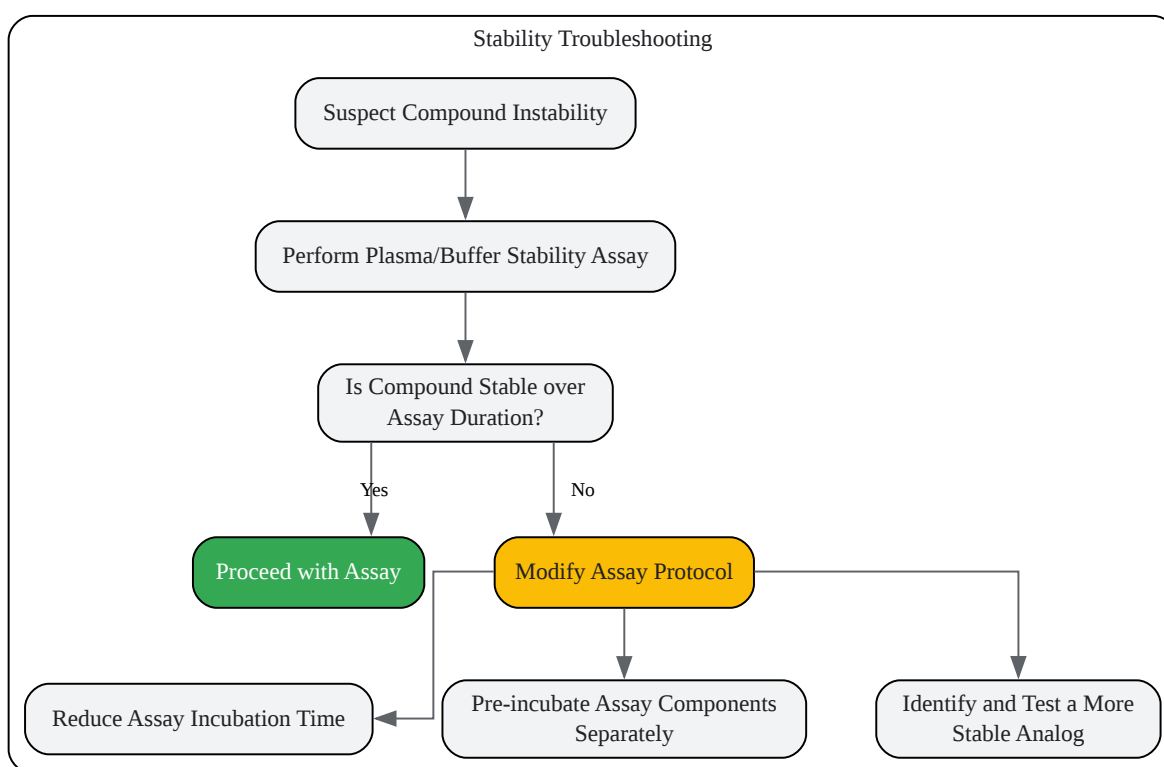 Stability Troubleshooting
Suspect Compound Instability
Perform Plasma/Buffer Stability Assay
Is Compound Stable over
Assay Duration?
Yes
No
Proceed with Assay
Modify Assay Protocol
Reduce Assay Incubation Time
Pre-incubate Assay Components
Separately
Identify and Test a More
Stable Analog